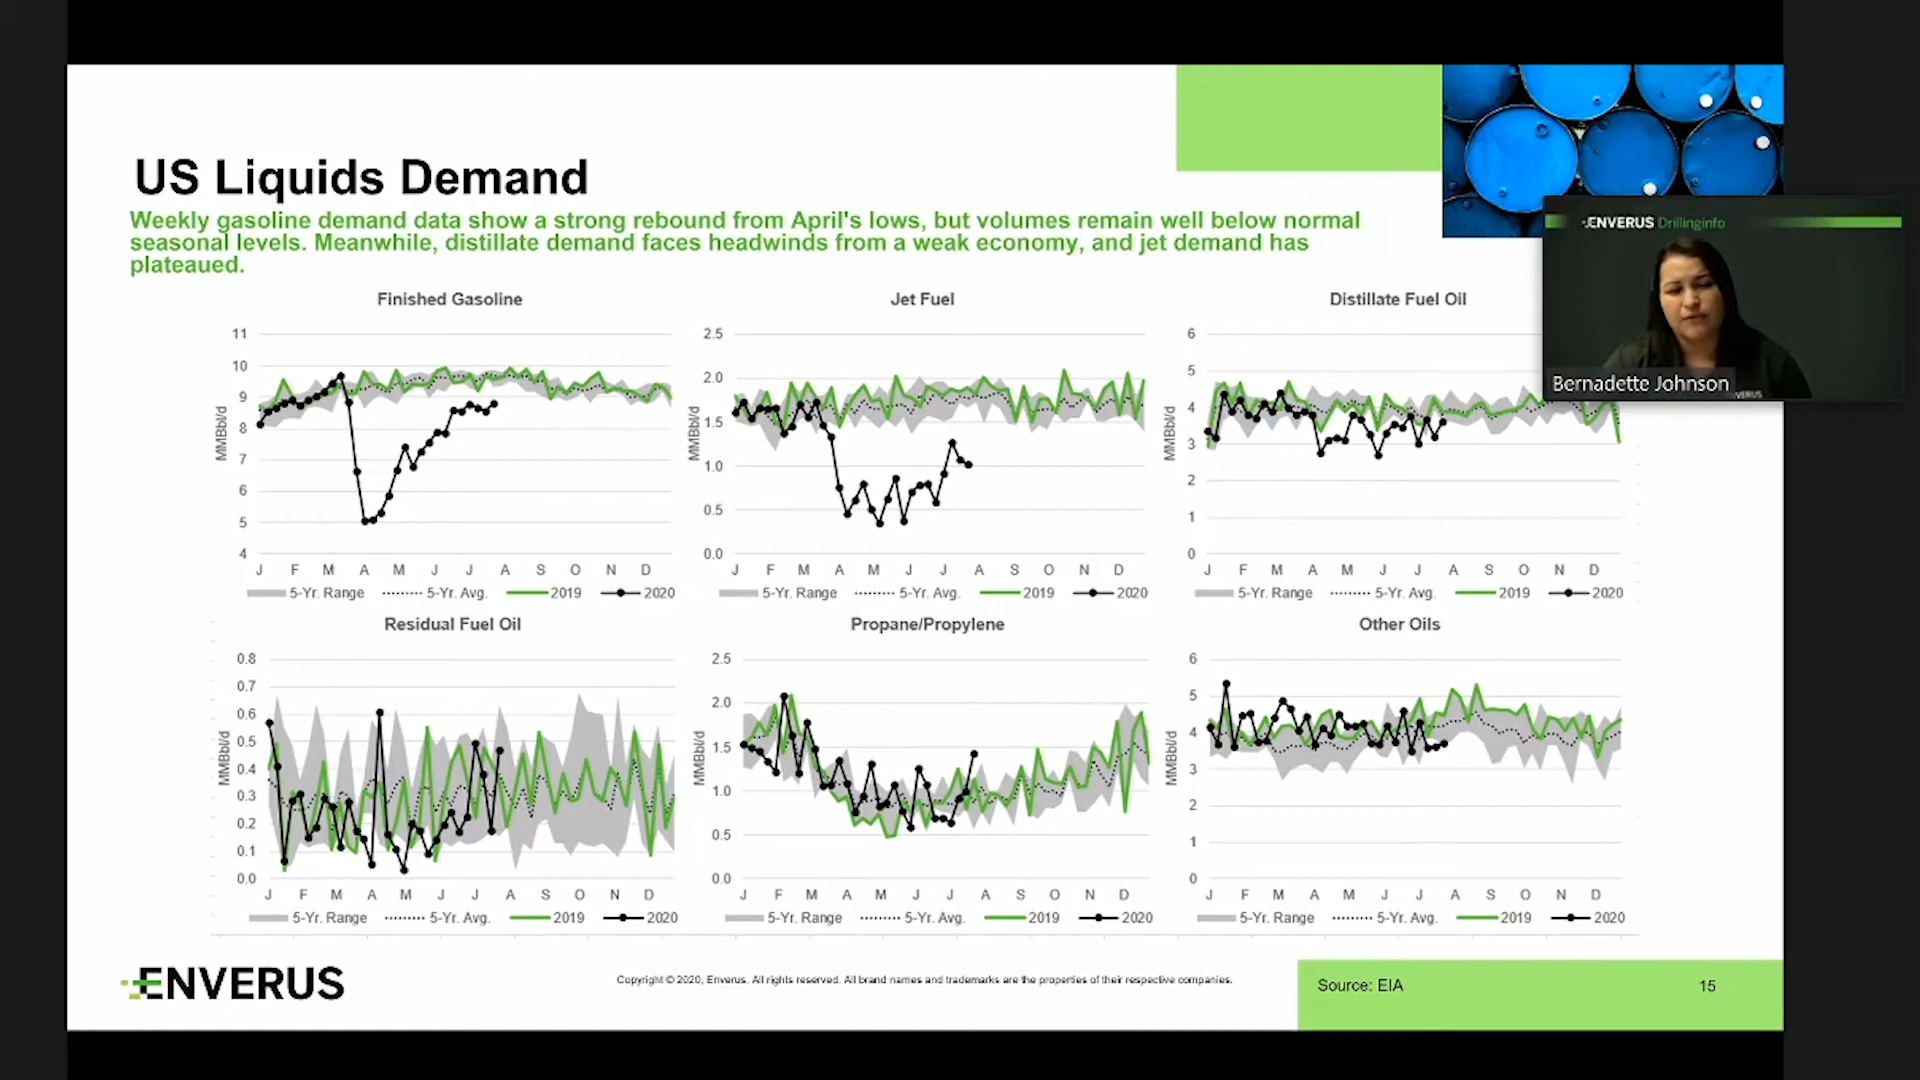 US Liquids Demand
Weekly gasoline demand data show a strong rebound from April's lows, but volumes remain well below normal
seasonal levels. Meanwhile, distillate demand faces headwinds from a weak economy, and jet demand has
plateaued.
ENVERUS Drillinginfo
Bernadette Johnson
Finished Gasoline
MMBbl/d
11
10
9
8
7
6
5
4
J F M A M J J A S O N D
5-Yr. Range 5-Yr. Avg. 2019 2020
Jet Fuel
MMBbl/d
2.5
2.0
1.5
1.0
0.5
0.0
J F M A M J J A S O N D
5-Yr. Range 5-Yr. Avg. 2019 2020
Distillate Fuel Oil
MMBbl/d
6
5
4
3
2
1
0
J F M A M J J A S O N D
5-Yr. Range 5-Yr. Avg. 2019 2020
Residual Fuel Oil
MMBbl/d
0.8
0.7
0.6
0.5
0.4
0.3
0.2
0.1
0.0
J F M A M J J A S O N D
5-Yr. Range 5-Yr. Avg. 2019 2020
Propane/Propylene
MMBbl/d
2.5
2.0
1.5
1.0
0.5
0.0
J F M A M J J A S O N D
5-Yr. Range 5-Yr. Avg. 2019 2020
Other Oils
MMBbl/d
6
5
4
3
2
1
0
J F M A M J J A S O N D
5-Yr. Range 5-Yr. Avg. 2019 2020
ENVERUS
Copyright © 2020, Enverus. All rights reserved. All brand names and trademarks are the properties of their respective companies.
Source: EIA
15